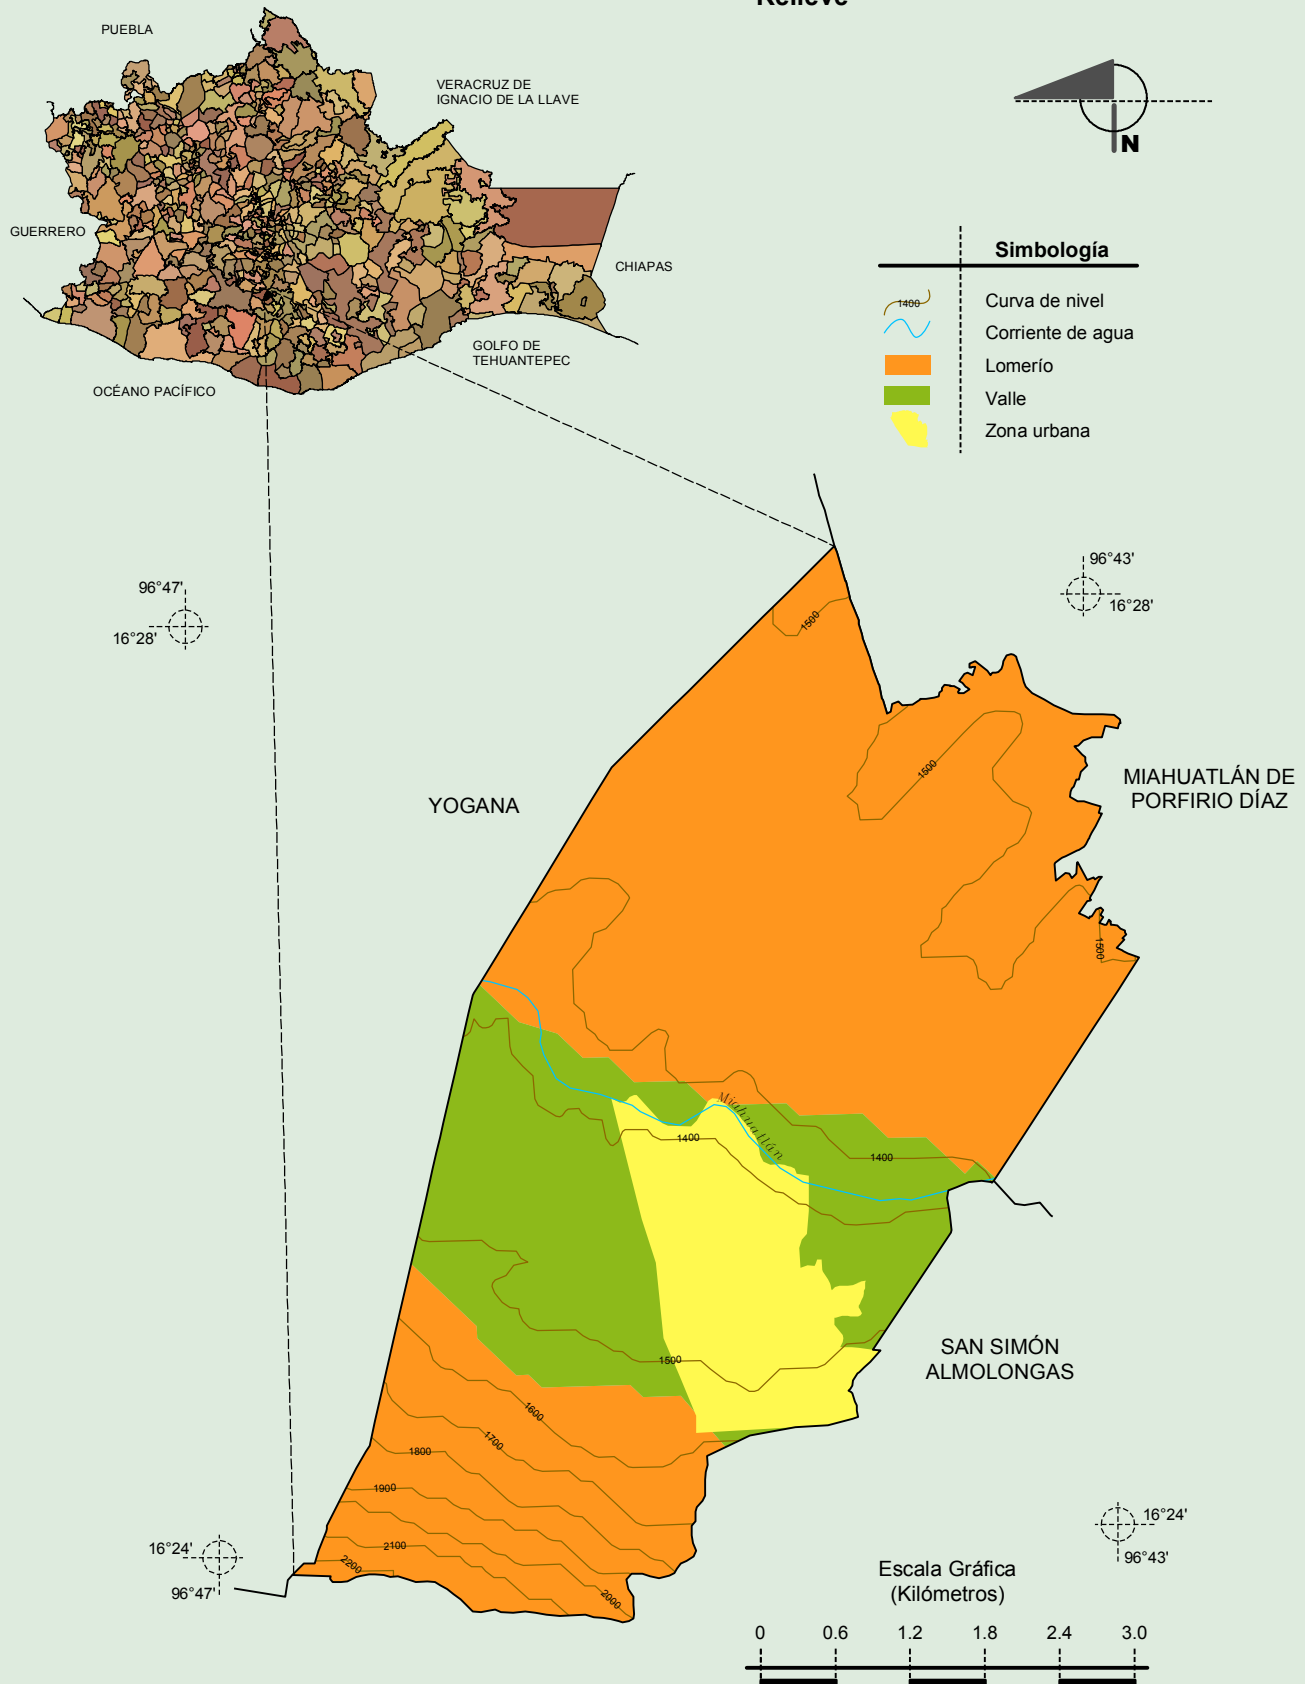 Relieve
PUEBLA
VERACRUZ DE
IGNACIO DE LA LLAVE
N
GUERRERO
CHIAPAS
GOLFO DE
TEHUANTEPEC
OCÉANO PACÍFICO
Simbología
1400
Curva de nivel
Corriente de agua
Lomerío
Valle
Zona urbana
96°47'
16°28'
96°43'
16°28'
1500
1500
MIAHUATLÁN DE
PORFIRIO DÍAZ
YOGANA
1500
Miahuatlán
1400
1400
SAN SIMÓN
ALMOLONGAS
1500
1600
1700
1800
1900
2100
2200
2000
16°24'
96°47'
16°24'
96°43'
Escala Gráfica
(Kilómetros)
0 0.6 1.2 1.8 2.4 3.0